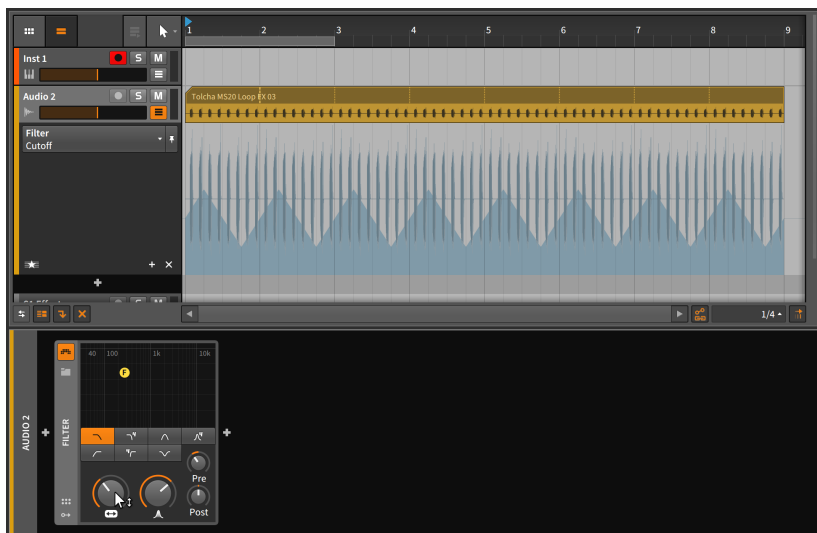 1 2 3 4 5 6 7 8 9
Inst 1
S M
Audio 2
S M
Tolcha MS20 Loop FX 03
Filter
Cutoff
1/4
AUDIO 2
FILTER
40 100 1k 10k
F
Pre
Post